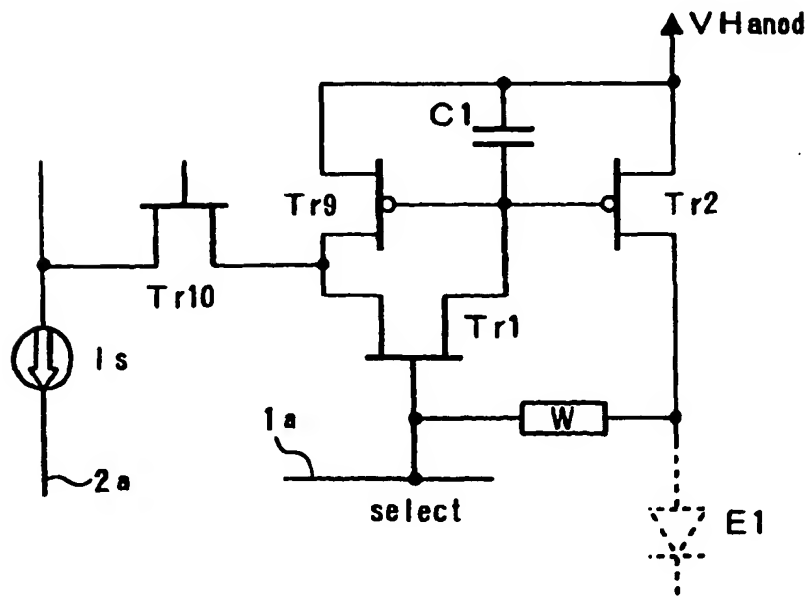 VHanod
C1
Tr9
Tr2
Tr10
Tr1
Is
W
1a
2a
select
E1